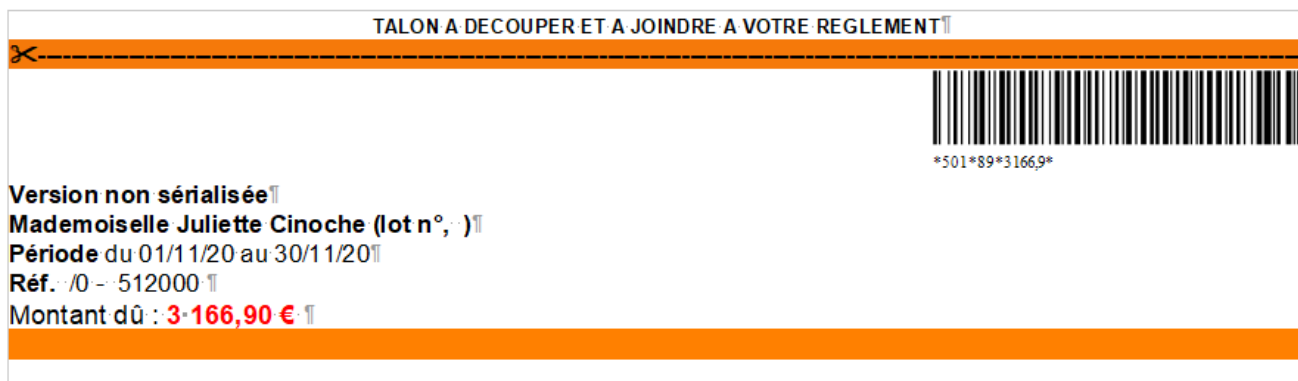 TALON A DECOUPER ET A JOINDRE A VOTRE REGLEMENT¶
*501*89*3166,9*
Version non sérialisée¶
Mademoiselle Juliette Cinoche (lot n°, )¶
Période du 01/11/20 au 30/11/20¶
Réf. /0 - 512000 ¶
Montant dû : 3 166,90 € ¶